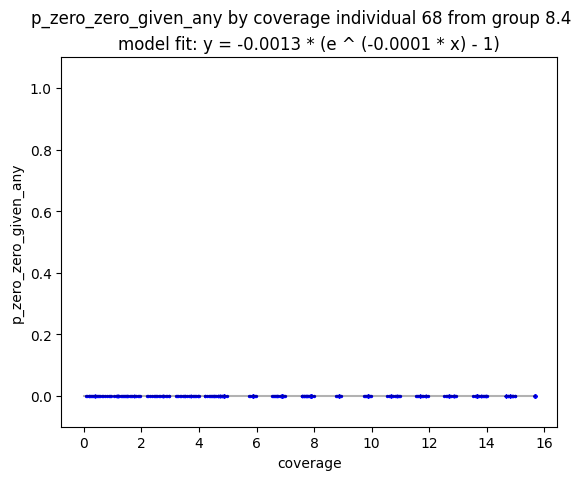 p_zero_zero_given_any by coverage individual 68 from group 8.4
model fit: y = -0.0013 * (e ^ (-0.0001 * x) - 1)
1.0
0.8
0.6
0.4
0.2
0.0
p_zero_zero_given_any
0 2 4 6 8 10 12 14 16
coverage